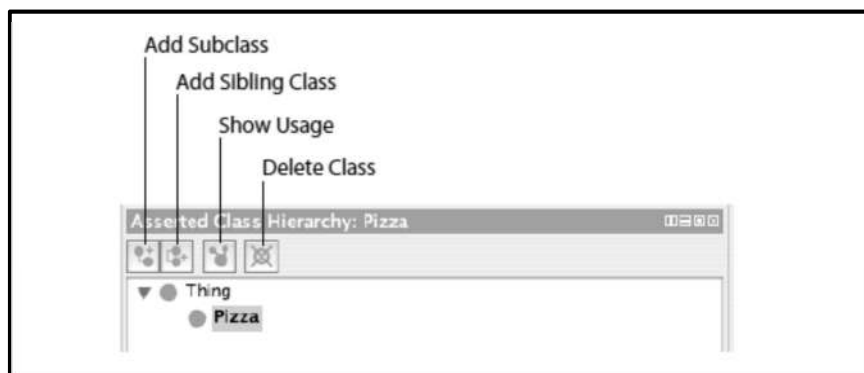 Add Subclass
Add Sibling Class
Show Usage
Delete Class
Asserted Class Hierarchy: Pizza
Thing
Pizza